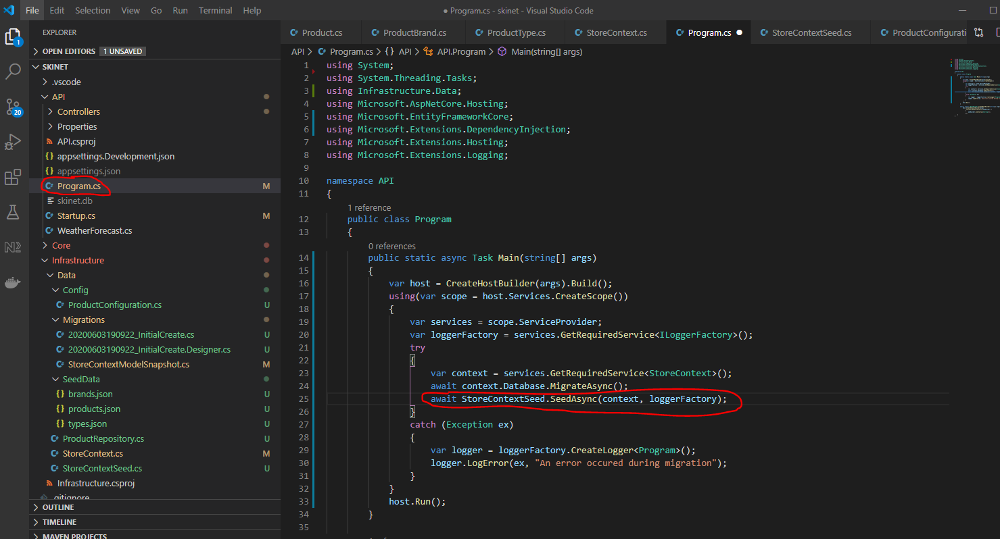 File Edit Selection View Go Run Terminal Help
● Program.cs - skinet - Visual Studio Code
EXPLORER
OPEN EDITORS 1 UNSAVED
SKINET
.vscode
API
Controllers
Properties
API.csproj
appsettings.Development.json
appsettings.json
Program.cs M
skinet.db
Startup.cs M
WeatherForecast.cs
Core
Infrastructure
Data
Config
ProductConfiguration.cs U
Migrations
20200603190922_InitialCreate.cs U
20200603190922_InitialCreate.Designer.cs U
StoreContextModelSnapshot.cs M
SeedData
brands.json U
products.json U
types.json U
ProductRepository.cs U
StoreContext.cs M
StoreContextSeed.cs U
Infrastructure.csproj
.gitignore
OUTLINE
TIMELINE
MAVEN PROJECTS
1
20
Product.cs ProductBrand.cs ProductType.cs StoreContext.cs Program.cs ● StoreContextSeed.cs ProductConfigurati
API > Program.cs > {} API > API.Program > Main(string[] args)
1 using System;
2 using System.Threading.Tasks;
3 using Infrastructure.Data;
4 using Microsoft.AspNetCore.Hosting;
5 using Microsoft.EntityFrameworkCore;
6 using Microsoft.Extensions.DependencyInjection;
7 using Microsoft.Extensions.Hosting;
8 using Microsoft.Extensions.Logging;
9
10 namespace API
11 {
1 reference
12 public class Program
13 {
0 references
14 public static async Task Main(string[] args)
15 {
16 var host = CreateHostBuilder(args).Build();
17 using(var scope = host.Services.CreateScope())
18 {
19 var services = scope.ServiceProvider;
20 var loggerFactory = services.GetRequiredService<ILoggerFactory>();
21 try
22 {
23 var context = services.GetRequiredService<StoreContext>();
24 await context.Database.MigrateAsync();
25 await StoreContextSeed.SeedAsync(context, loggerFactory);
26 }
27 catch (Exception ex)
28 {
29 var logger = loggerFactory.CreateLogger<Program>();
30 logger.LogError(ex, "An error occured during migration");
31 }
32 }
33 host.Run();
34 }
35